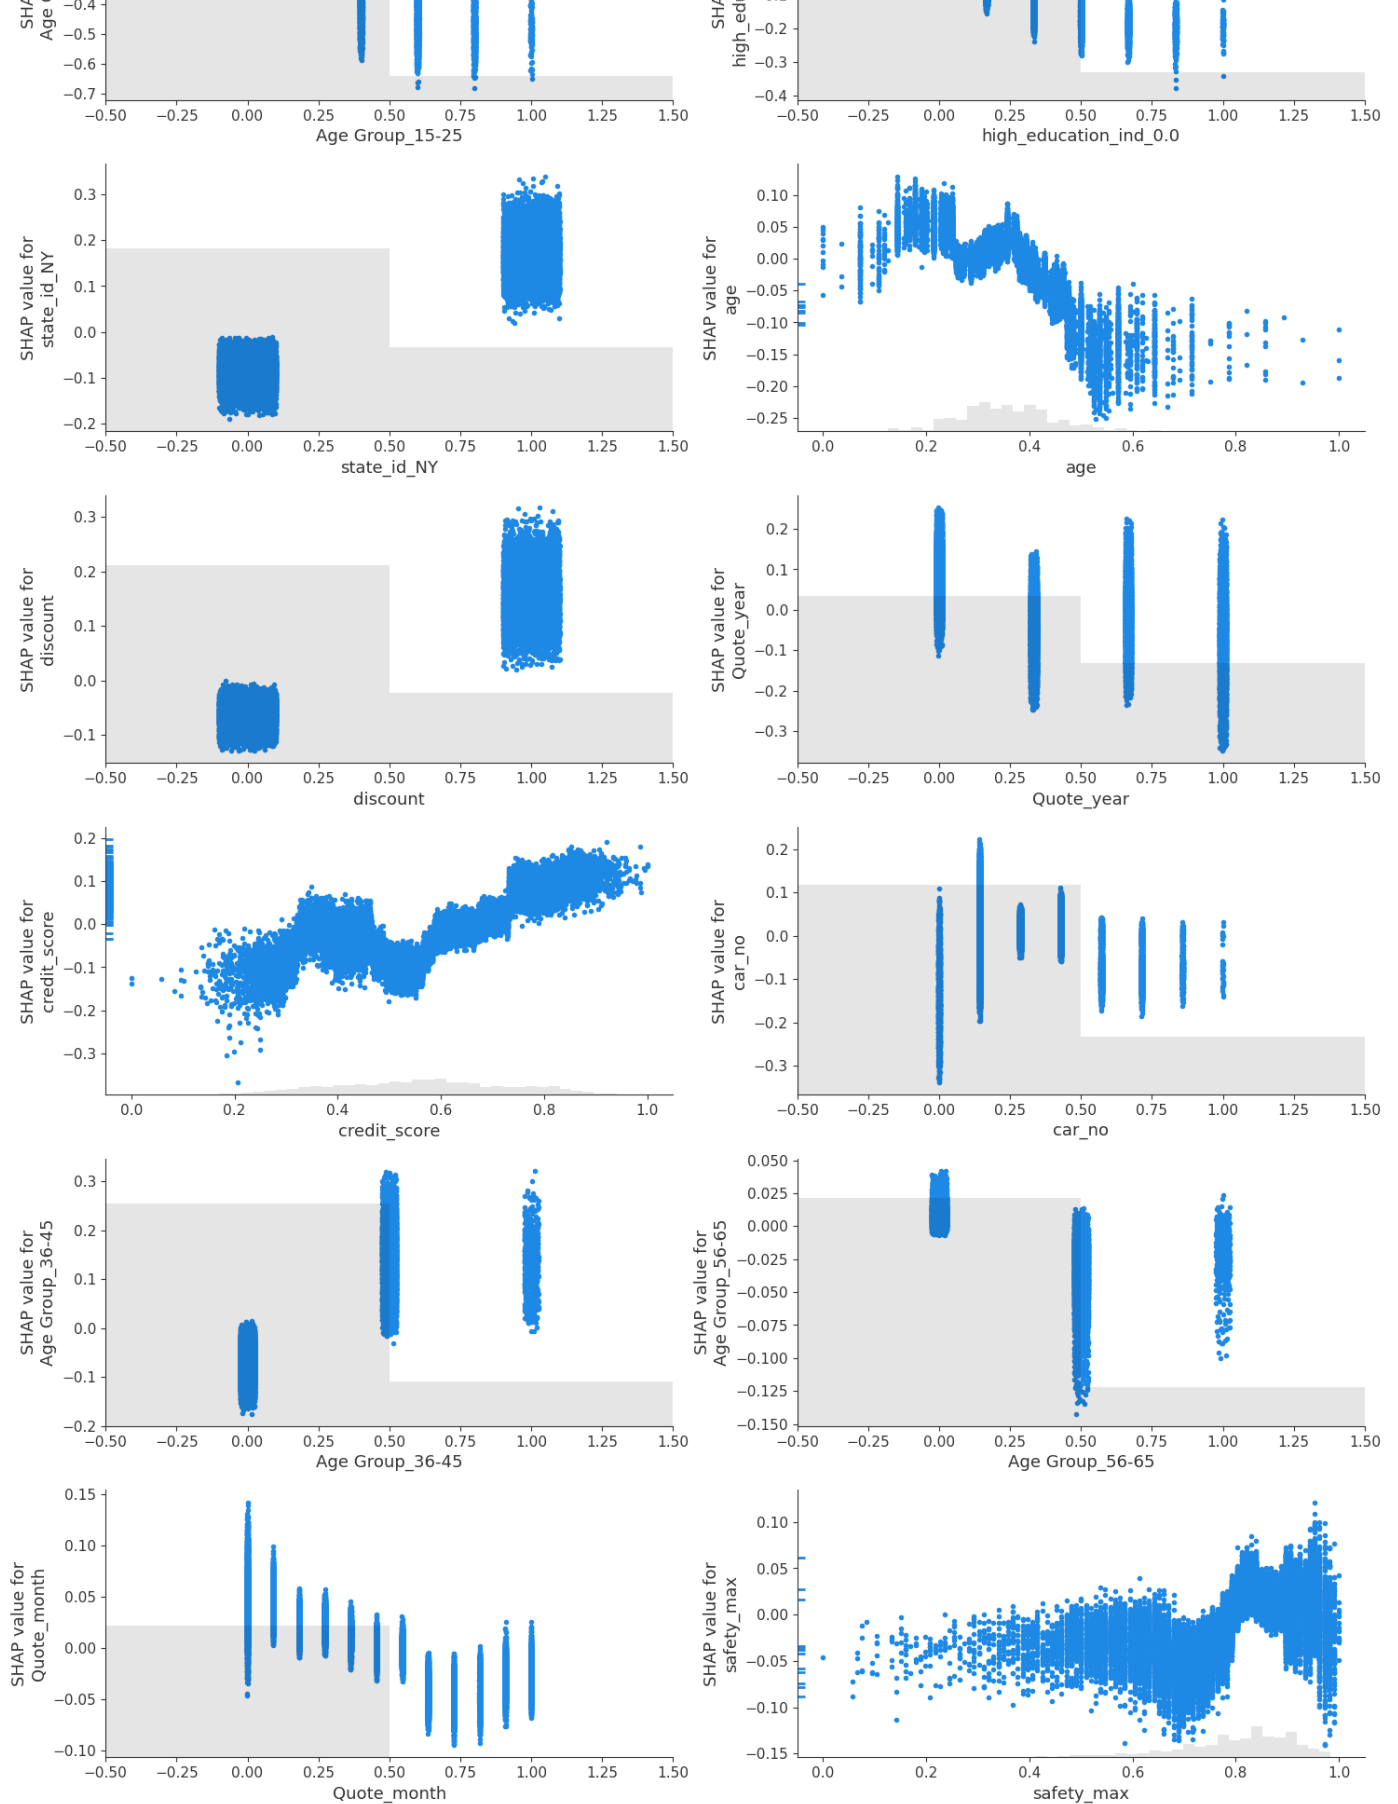 −0.4
−0.5
−0.6
−0.7
Age
−0.50 −0.25 0.00 0.25 0.50 0.75 1.00 1.25 1.50
Age Group_15-25
−0.2
−0.3
−0.4
−0.50 −0.25 0.00 0.25 0.50 0.75 1.00 1.25 1.50
high_education_ind_0.0
SHAP value for
state_id_NY
0.3
0.2
0.1
0.0
−0.1
−0.2
−0.50 −0.25 0.00 0.25 0.50 0.75 1.00 1.25 1.50
state_id_NY
SHAP value for
age
0.10
0.05
0.00
−0.05
−0.10
−0.15
−0.20
−0.25
0.0 0.2 0.4 0.6 0.8 1.0
age
SHAP value for
discount
0.3
0.2
0.1
0.0
−0.1
−0.50 −0.25 0.00 0.25 0.50 0.75 1.00 1.25 1.50
discount
SHAP value for
Quote_year
0.2
0.1
0.0
−0.1
−0.2
−0.3
−0.50 −0.25 0.00 0.25 0.50 0.75 1.00 1.25 1.50
Quote_year
SHAP value for
credit_score
0.2
0.1
0.0
−0.1
−0.2
−0.3
0.0 0.2 0.4 0.6 0.8 1.0
credit_score
SHAP value for
car_no
0.2
0.1
0.0
−0.1
−0.2
−0.3
−0.50 −0.25 0.00 0.25 0.50 0.75 1.00 1.25 1.50
car_no
SHAP value for
Age Group_36-45
0.3
0.2
0.1
0.0
−0.1
−0.2
−0.50 −0.25 0.00 0.25 0.50 0.75 1.00 1.25 1.50
Age Group_36-45
SHAP value for
Age Group_56-65
0.050
0.025
0.000
−0.025
−0.050
−0.075
−0.100
−0.125
−0.150
−0.50 −0.25 0.00 0.25 0.50 0.75 1.00 1.25 1.50
Age Group_56-65
SHAP value for
Quote_month
0.15
0.10
0.05
0.00
−0.05
−0.10
−0.50 −0.25 0.00 0.25 0.50 0.75 1.00 1.25 1.50
Quote_month
SHAP value for
safety_max
0.10
0.05
0.00
−0.05
−0.10
−0.15
0.0 0.2 0.4 0.6 0.8 1.0
safety_max